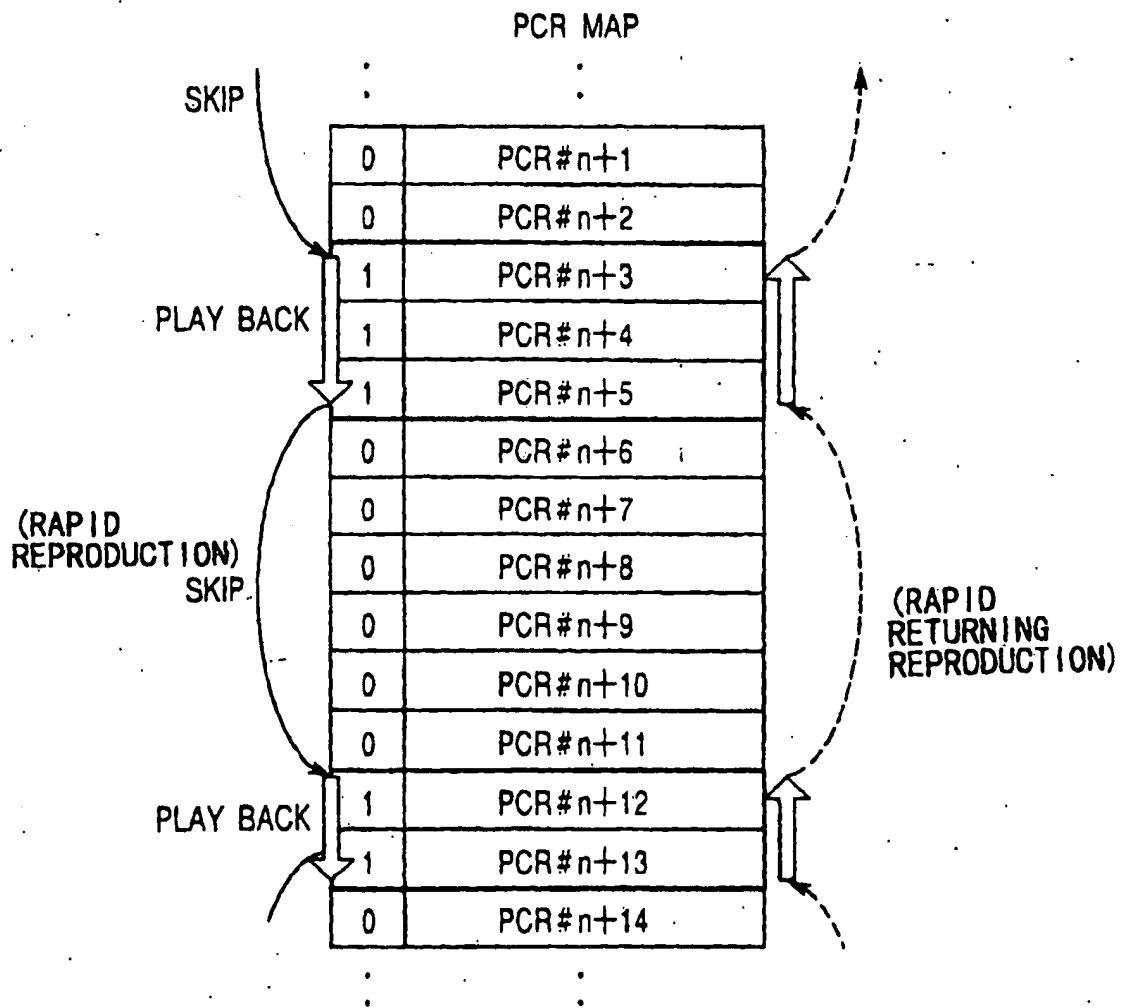 PCR MAP
SKIP
0 PCR#n+1
0 PCR#n+2
1 PCR#n+3
PLAY BACK
1 PCR#n+4
1 PCR#n+5
0 PCR#n+6
0 PCR#n+7
(RAPID
REPRODUCTION)
SKIP
0 PCR#n+8
0 PCR#n+9
(RAPID
RETURNING
REPRODUCTION)
0 PCR#n+10
0 PCR#n+11
1 PCR#n+12
PLAY BACK
1 PCR#n+13
0 PCR#n+14